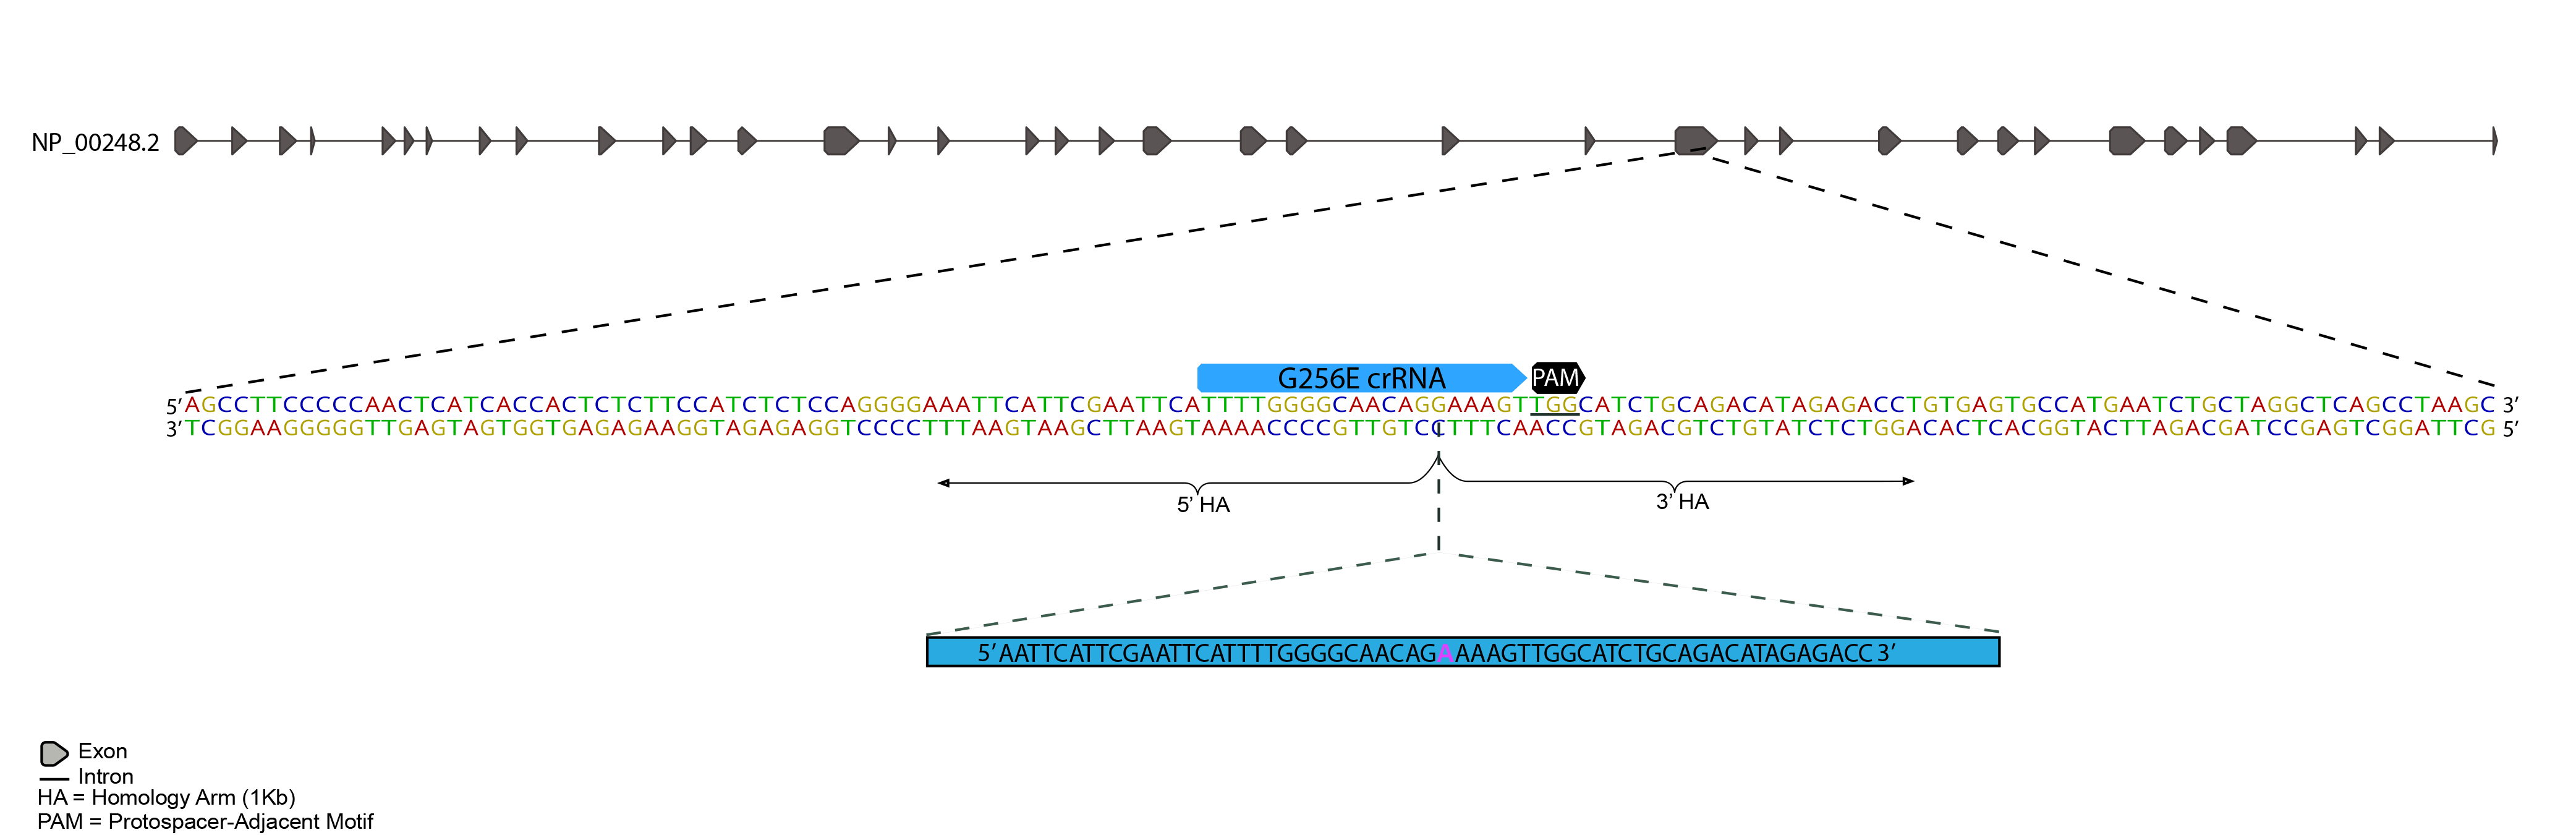 NP_00248.2
G256E crRNA
PAM
5’AGCCTTCCCCCAACTCATCACCACTCTCTTCCATCTCTCCAGGGGAAATTCATTCGAATTCATTTTGGGGCAACAGGAAAGTTGGCATCTGCAGACATAGAGACCTGTGAGTGCCATGAATCTGCTAGGCTCAGCCTAAGC 3’
3’TCGGAAGGGGGTTGAGTAGTGGTGAGAGAAGGTAGAGAGGTCCCCTTTAAGTAAGCTTAAGTAAAACCCCGTTGTCCTTTCAACCGTAGACGTCTGTATCTCTGGACACTCACGGTACTTAGACGATCCGAGTCGGATTCG 5’
5’ HA
3’ HA
5’AATTCATTCGAATTCATTTTGGGGCAACAGAAAAGTTGGCATCTGCAGACATAGAGACC 3’
Exon
Intron
HA = Homology Arm (1Kb)
PAM = Protospacer-Adjacent Motif